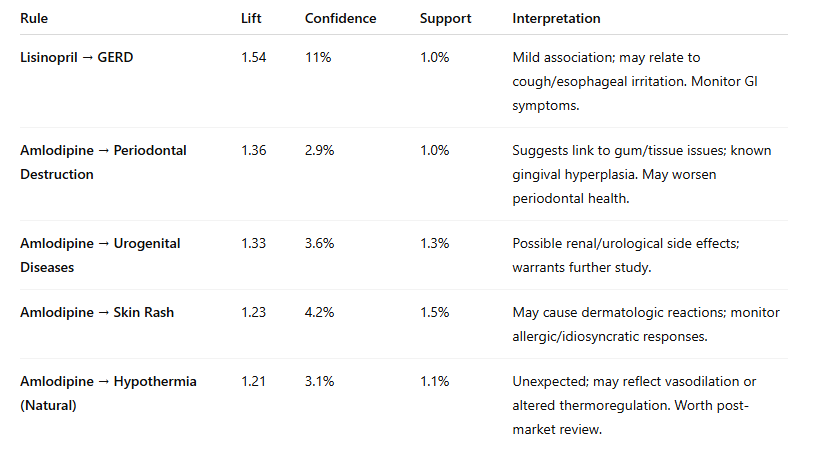 Rule Lift Confidence Support Interpretation
Lisinopril → GERD 1.54 11% 1.0% Mild association; may relate to
cough/esophageal irritation. Monitor GI
symptoms.
Amlodipine → Periodontal 1.36 2.9% 1.0% Suggests link to gum/tissue issues; known
Destruction gingival hyperplasia. May worsen
periodontal health.
Amlodipine → Urogenital 1.33 3.6% 1.3% Possible renal/urological side effects;
Diseases warrants further study.
Amlodipine → Skin Rash 1.23 4.2% 1.5% May cause dermatologic reactions; monitor
allergic/idiosyncratic responses.
Amlodipine → Hypothermia 1.21 3.1% 1.1% Unexpected; may reflect vasodilation or
(Natural) altered thermoregulation. Worth post-
market review.